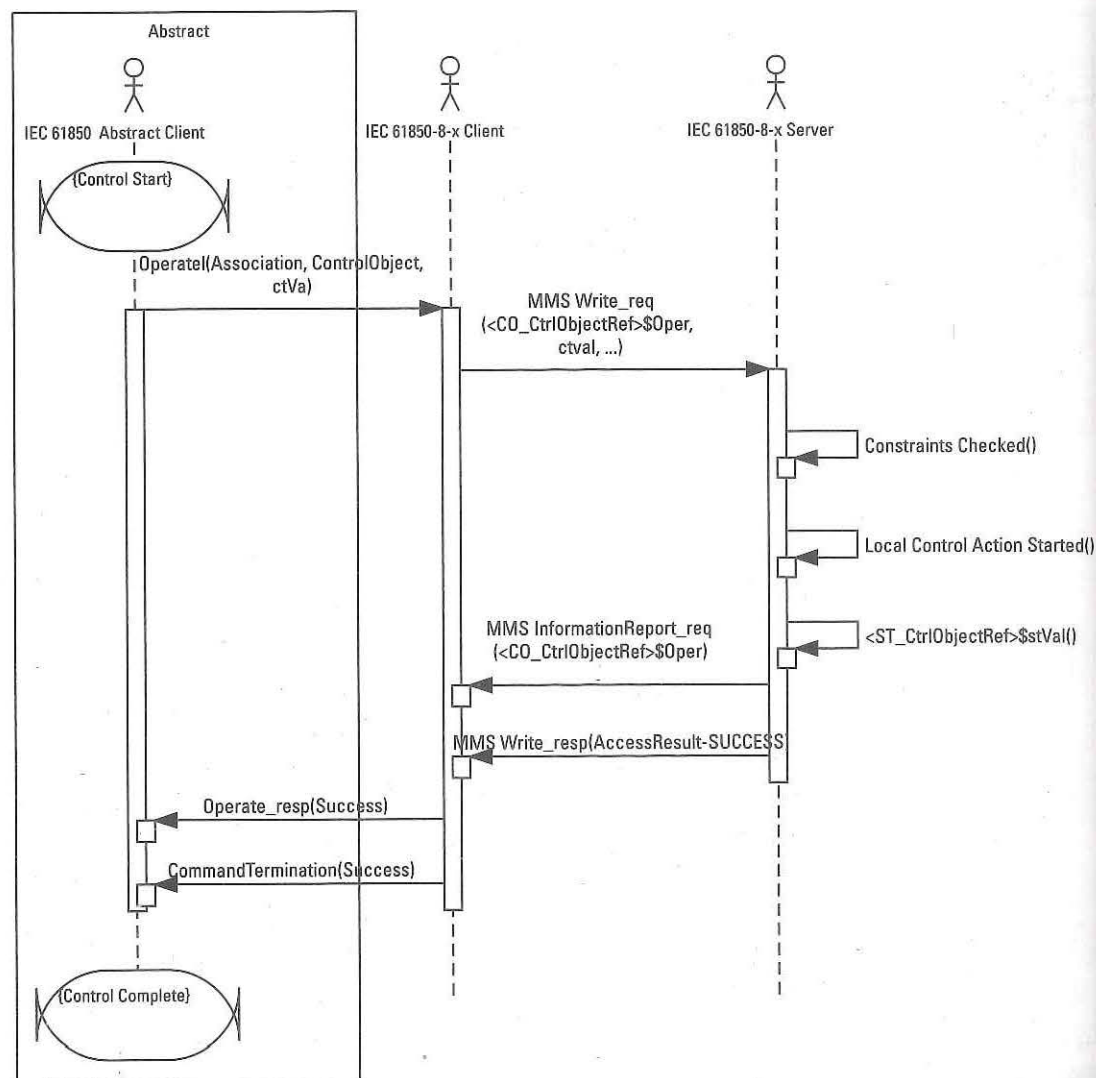 Abstract
IEC 61850 Abstract Client
IEC 61850-8-x Client
IEC 61850-8-x Server
{Control Start}
Operatel(Association, ControlObject,
ctVa)
MMS Write_req
(<CO_CtrlObjectRef>$Oper,
ctval, ...)
Constraints Checked()
Local Control Action Started()
<ST_CtrlObjectRef>$stVal()
MMS InformationReport_req
(<CO_CtrlObjectRef>$Oper)
MMS Write_resp(AccessResult-SUCCESS)
Operate_resp(Success)
CommandTermination(Success)
{Control Complete}